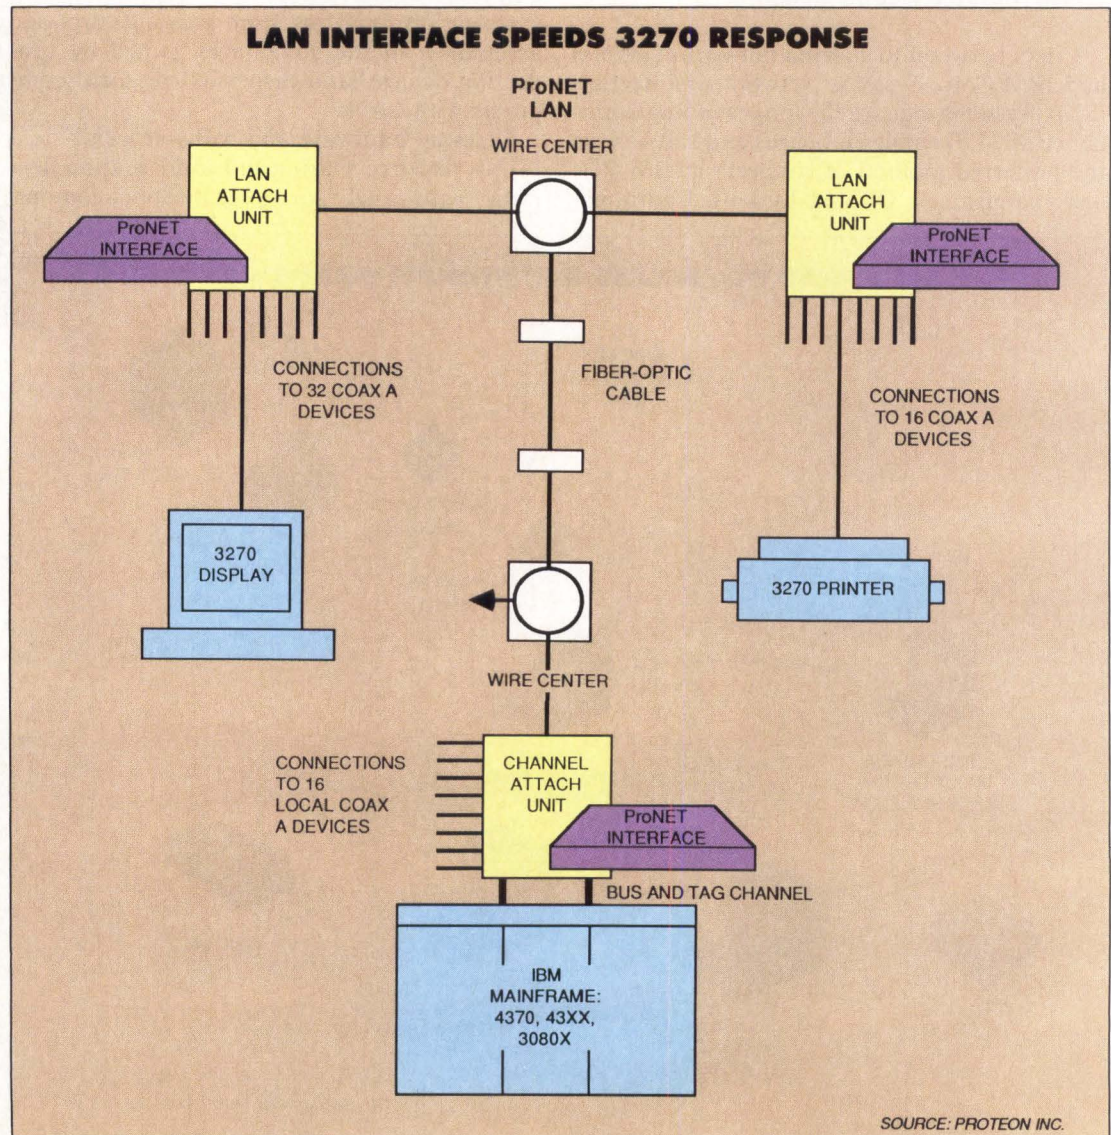 LAN INTERFACE SPEEDS 3270 RESPONSE
ProNET
LAN
WIRE CENTER
LAN
ATTACH
UNIT
ProNET
INTERFACE
LAN
ATTACH
UNIT
ProNET
INTERFACE
CONNECTIONS
TO 32 COAX A
DEVICES
FIBER-OPTIC
CABLE
CONNECTIONS
TO 16 COAX A
DEVICES
3270
DISPLAY
3270 PRINTER
WIRE CENTER
CONNECTIONS
TO 16
LOCAL COAX
A DEVICES
CHANNEL
ATTACH
UNIT
ProNET
INTERFACE
BUS AND TAG CHANNEL
IBM
MAINFRAME:
4370, 43XX,
3080X
SOURCE: PROTEON INC.